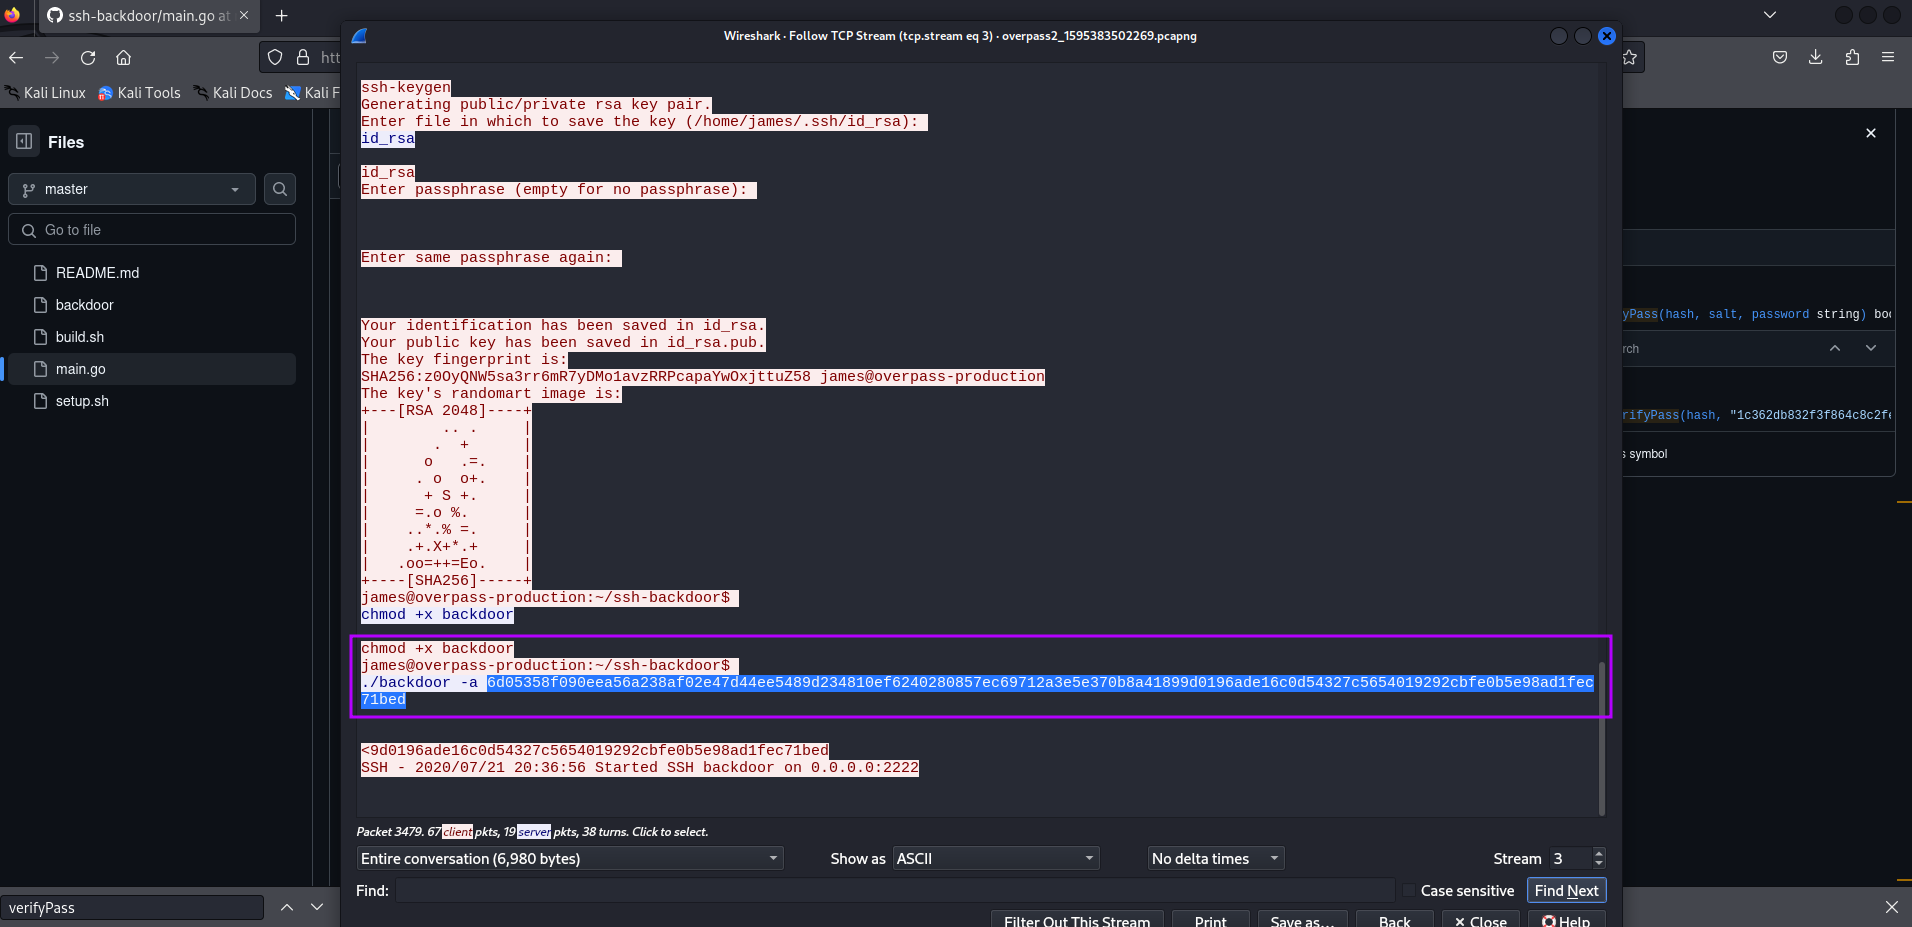 ssh-backdoor/main.go at
Wireshark · Follow TCP Stream (tcp.stream eq 3) · overpass2_1595383502269.pcapng
htt
Kali Linux
Kali Tools
Kali Docs
Kali F
Files
master
Go to file
README.md
backdoor
build.sh
main.go
setup.sh
ssh-keygen
Generating public/private rsa key pair.
Enter file in which to save the key (/home/james/.ssh/id_rsa):
id_rsa
id_rsa
Enter passphrase (empty for no passphrase):
Enter same passphrase again:
Your identification has been saved in id_rsa.
Your public key has been saved in id_rsa.pub.
The key fingerprint is:
SHA256:z0OyQNW5sa3rr6mR7yDMo1avzRRPcapaYwOxjttuZ58 james@overpass-production
The key's randomart image is:
+---[RSA 2048]----+
|        .. .     |
|       .  +      |
|      o   .=.    |
|     . o  o+.    |
|      + S +.     |
|     =.o %.      |
|    ..*.% =.     |
|    .+.X+*.+     |
|   .oo=++=Eo.    |
+----[SHA256]-----+
james@overpass-production:~/ssh-backdoor$
chmod +x backdoor
chmod +x backdoor
james@overpass-production:~/ssh-backdoor$
./backdoor -a 6d05358f090eea56a238af02e47d44ee5489d234810ef6240280857ec69712a3e5e370b8a41899d0196ade16c0d54327c5654019292cbfe0b5e98ad1fec
71bed
<9d0196ade16c0d54327c5654019292cbfe0b5e98ad1fec71bed
SSH - 2020/07/21 20:36:56 Started SSH backdoor on 0.0.0.0:2222
yPass(hash, salt, password string) boo
rch
rifyPass(hash, "1c362db832f3f864c8c2fe
s symbol
Packet 3479. 67 client pkts, 19 server pkts, 38 turns. Click to select.
Entire conversation (6,980 bytes)
Show as
ASCII
No delta times
Stream
3
Find:
Case sensitive
Find Next
verifyPass
Filter Out This Stream
Print
Save as…
Back
Close
Help